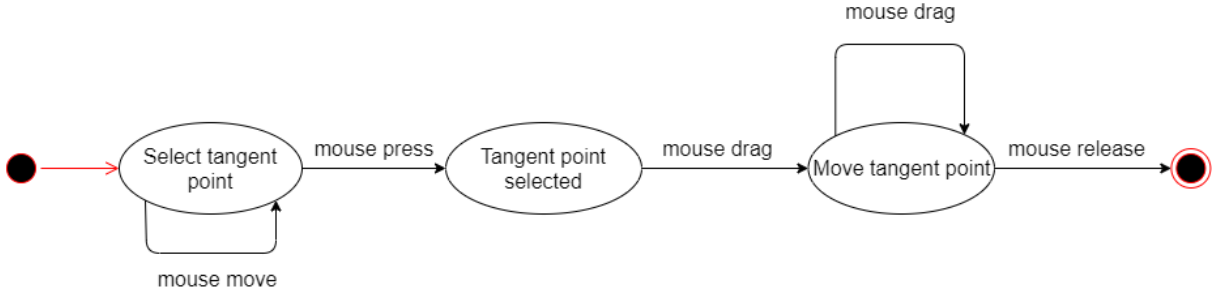 mouse drag
Select tangent
point
mouse press
Tangent point
selected
mouse drag
Move tangent point
mouse release
mouse move